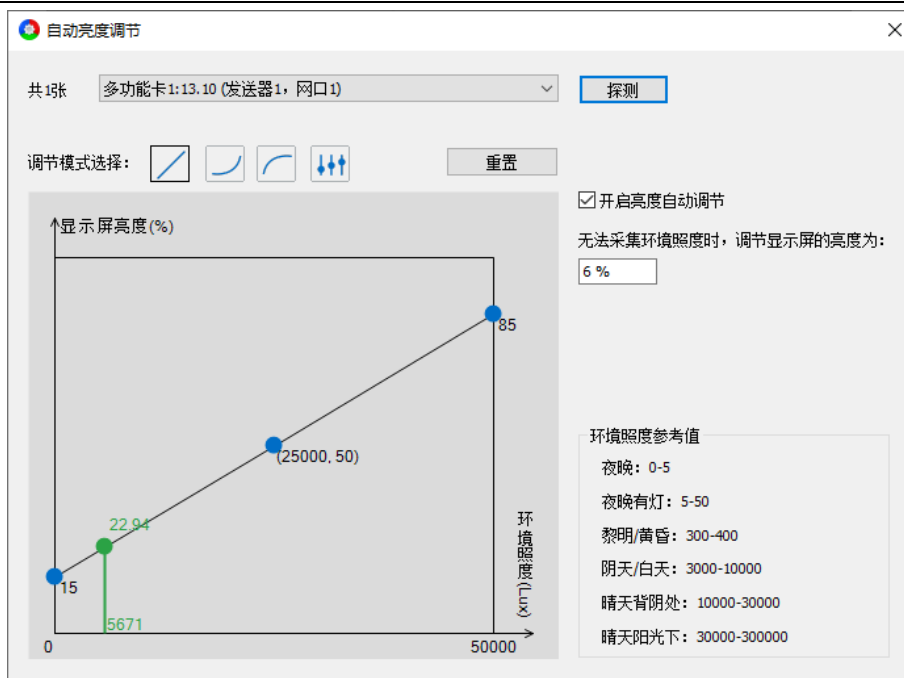 自动亮度调节
共1张 多功能卡1:13.10 (发送器1，网口1) 探测
调节模式选择： 重置
开启亮度自动调节
无法采集环境照度时，调节显示屏的亮度为：
6 %
显示屏亮度(%)
85
(25000, 50)
22.94
15
5671
0
50000
环境照度(Lux)
环境照度参考值
夜晚：0-5
夜晚有灯：5-50
黎明/黄昏：300-400
阴天/白天：3000-10000
晴天背阴处：10000-30000
晴天阳光下：30000-300000